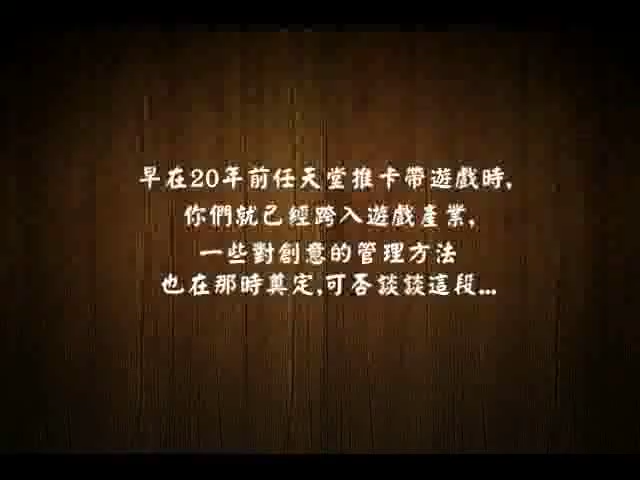 早在20年前任天堂推卡帶遊戲時,
你們就已經跨入遊戲產業,
一些對創意的管理方法
也在那時奠定,可否談談這段...